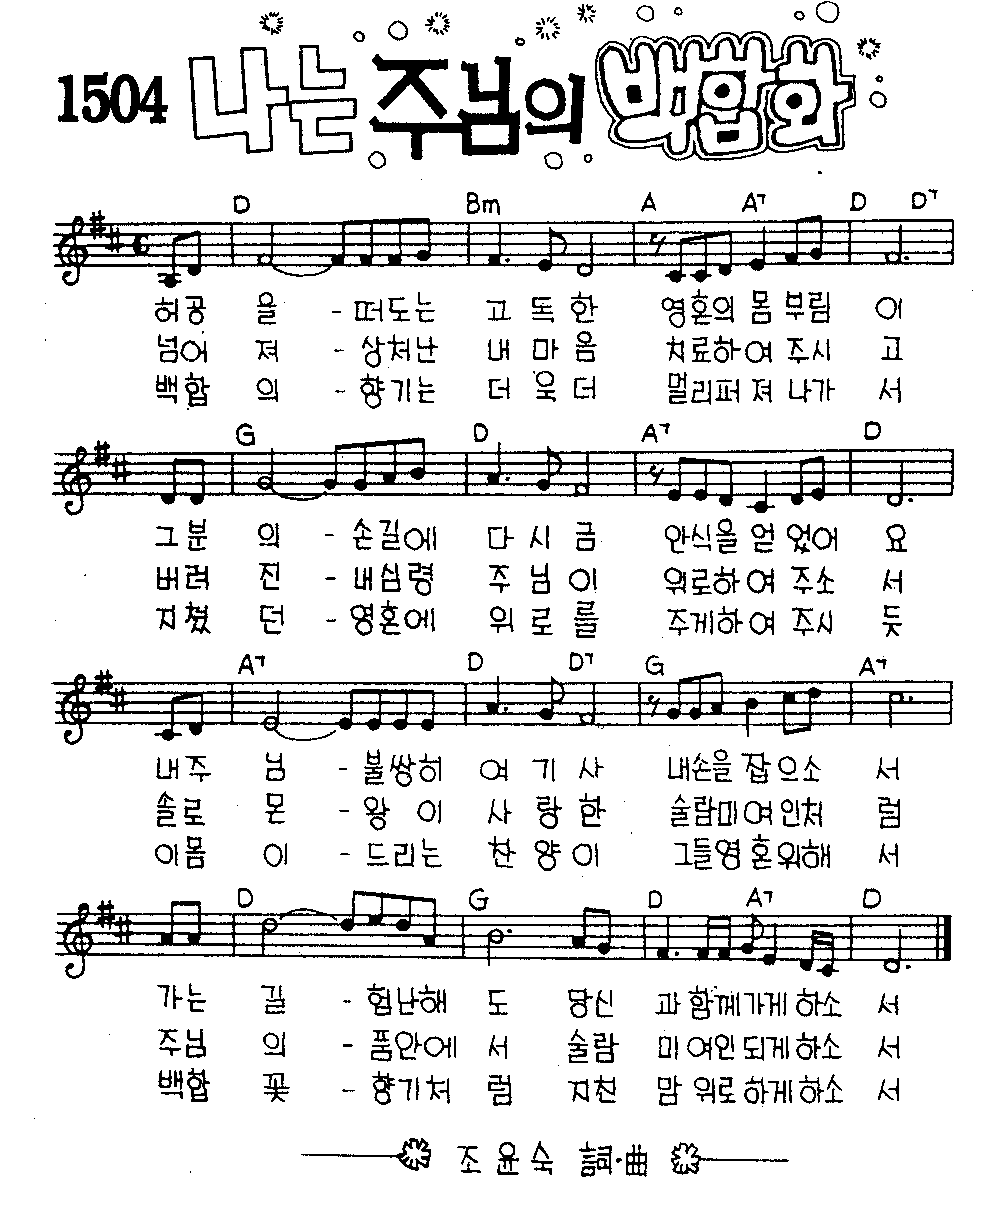 1504 나는 주님의 백합화
D Bm A A7 D D7
허공 을 - 떠도는 고 독 한 영혼의 몸 부림 이
넘어 져 - 상처난 내 마 음 치료하여 주시 고
백합 의 - 향기는 더 욱 더 멀리퍼져 나가 서
G D A7 D
그분 의 - 손길에 다 시 금 안식을 얻 었어 요
버려 진 - 내심령 주 님 이 위로하여 주소 서
지쳤 던 - 영혼에 위 로 를 주게하여 주시 듯
A7 D D7 G A7
내주 님 - 불쌍히 여 기 사 내손을 잡으소 서
솔로 몬 - 왕 이 사 랑 한 술람미여인처 럼
이몸 이 - 드리는 찬 양 이 그들영혼위해 서
D G D A7 D
가는 길 - 험난해 도 당신 과 함께가게 하소 서
주님 의 - 품안에 서 술람 미 여인 되게 하소 서
백합 꽃 - 향기처 럼 지친 맘 위로하게 하소 서
조 윤 숙 詞·曲